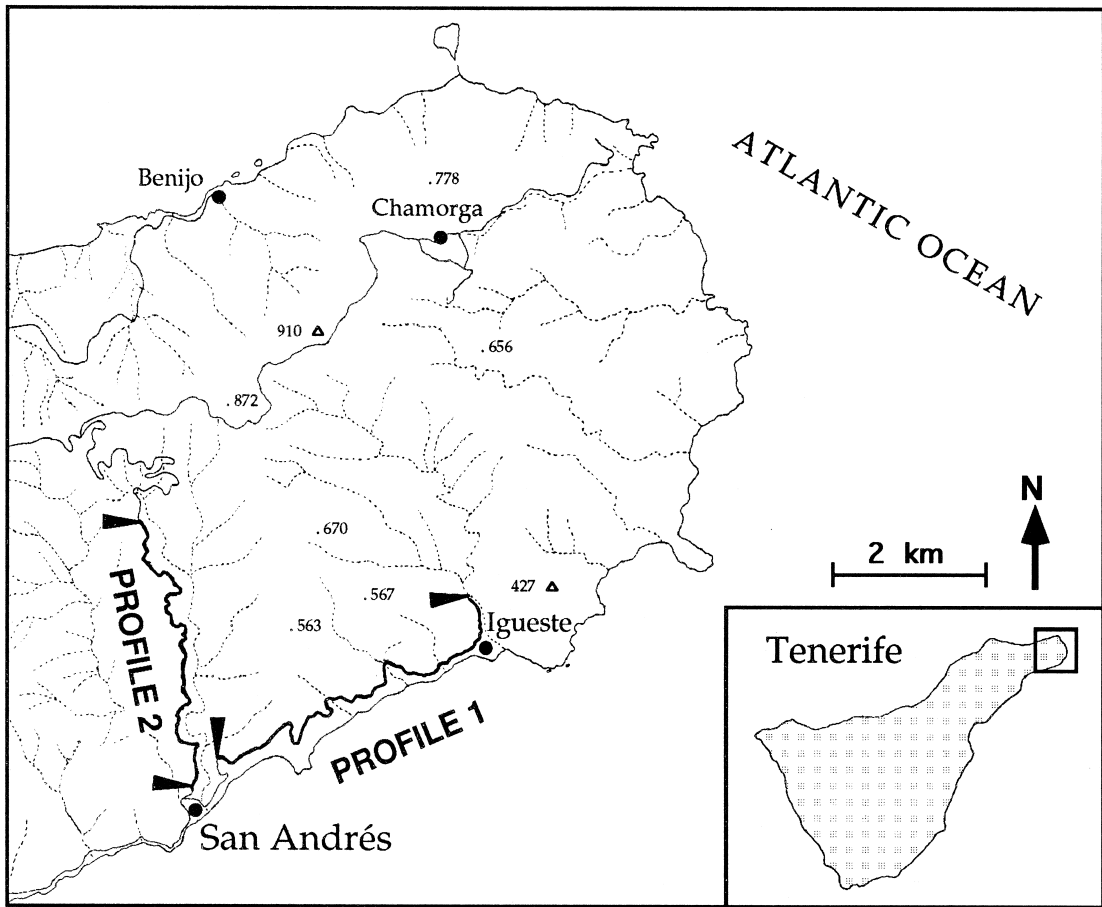 Benijo
.778
Chamorga
ATLANTIC OCEAN
910
.656
.872
N
.670
2 km
.567
427
.563
Igueste
PROFILE 2
PROFILE 1
Tenerife
San Andrés